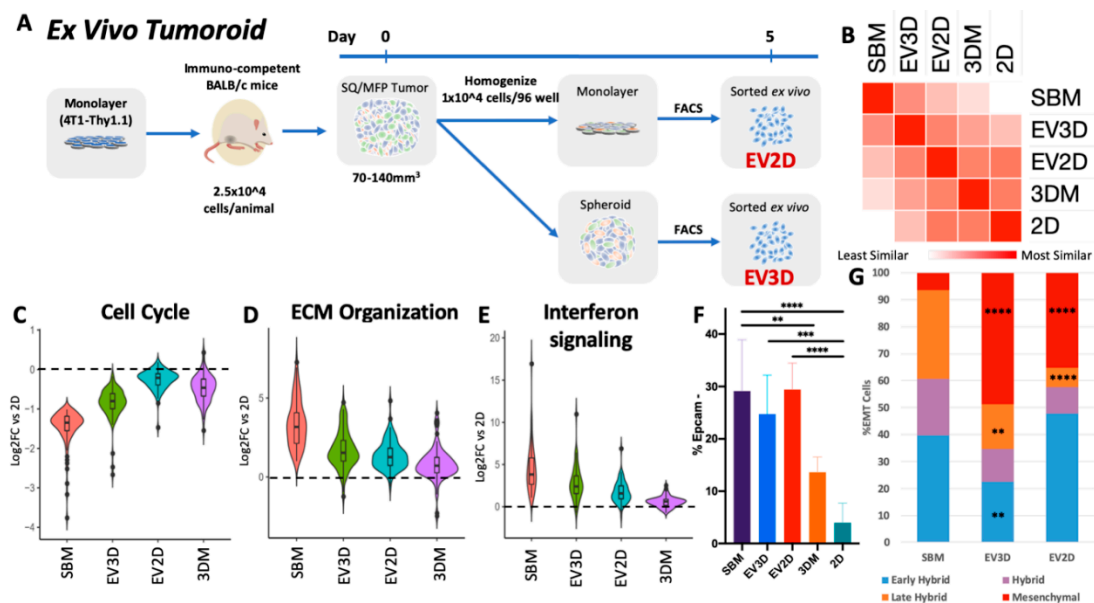 A Ex Vivo Tumoroid
Day 0 5
Immuno-competent
BALB/c mice
Monolayer
(4T1-Thy1.1)
2.5x10^4
cells/animal
SQ/MFP Tumor
70-140mm³
Homogenize
1x10^4 cells/96 well
Monolayer
FACS
Sorted ex vivo
EV2D
Spheroid
FACS
Sorted ex vivo
EV3D
B
SBM EV3D EV2D 3DM 2D
SBM
EV3D
EV2D
3DM
2D
Least Similar Most Similar
C Cell Cycle
Log2FC vs 2D
1
0
−1
−2
−3
−4
SBM EV3D EV2D 3DM
D ECM Organization
Log2FC vs 2D
5
0
SBM EV3D EV2D 3DM
E Interferon
signaling
Log2FC vs 2D
20
15
10
5
0
SBM EV3D EV2D 3DM
F
% Epcam -
40
30
20
10
0
****
**
***
****
SBM EV3D EV2D 3DM 2D
G
%EMT Cells
100
90
80
70
60
50
40
30
20
10
0
**** ****
****
**
**
SBM EV3D EV2D
Early Hybrid Hybrid
Late Hybrid Mesenchymal